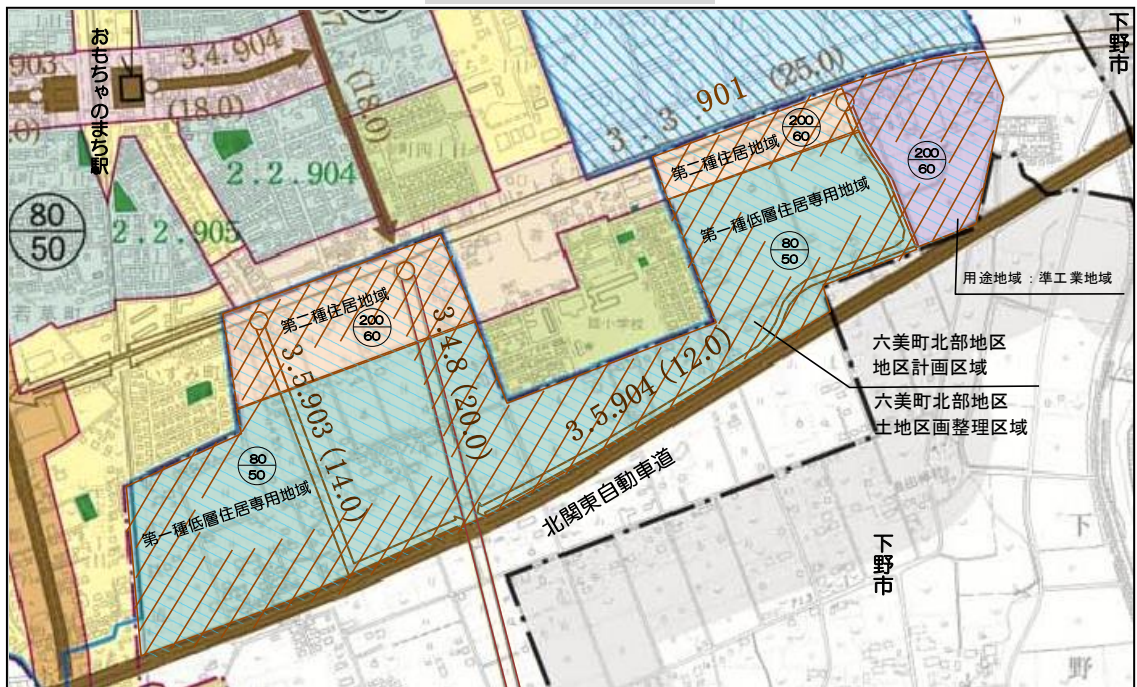 おもちゃのまち駅
903
3.4.904
(18.0)
.0)
(18.0)
下野市
3.3.901 (25.0)
200
60
第二種住居地域
200
60
2.2.904
80
50
2.2.905
第一種低層住居専用地域
80
50
用途地域：準工業地域
若草町
第二種住居地域
200
60
3.5.903 (14.0)
3.4.8 (20.0)
3.5.904 (12.0)
六美町北部地区
地区計画区域
六美町北部地区
土地区画整理区域
80
50
第一種低層住居専用地域
北関東自動車道
下野市
下
野